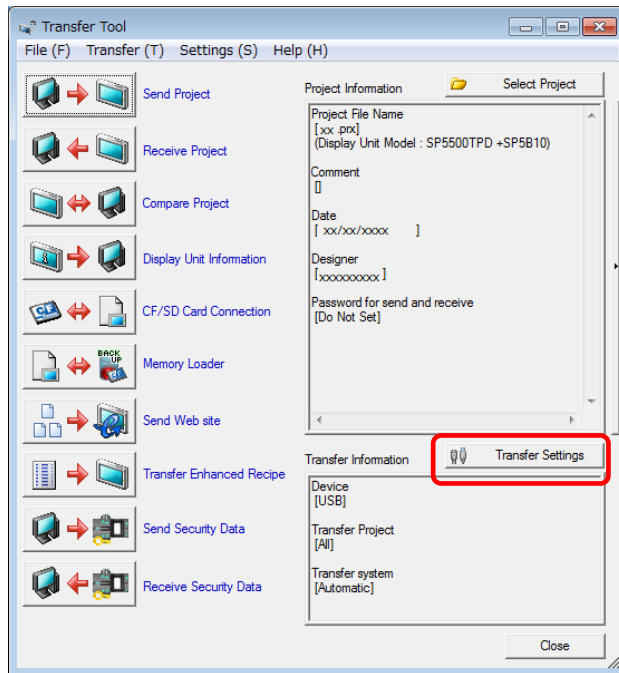 Transfer Tool
File (F) Transfer (T) Settings (S) Help (H)
Send Project
Receive Project
Compare Project
Display Unit Information
CF
CF/SD Card Connection
BACK
UP
Memory Loader
Send Web site
Transfer Enhanced Recipe
Send Security Data
Receive Security Data
Project Information
Select Project
Project File Name
[xx .prx]
(Display Unit Model : SP5500TPD +SP5B10)
Comment
[]
Date
[ xx/xx/xxxx ]
Designer
[xxxxxxxxx]
Password for send and receive
[Do Not Set]
Transfer Information
Transfer Settings
Device
[USB]
Transfer Project
[All]
Transfer system
[Automatic]
Close